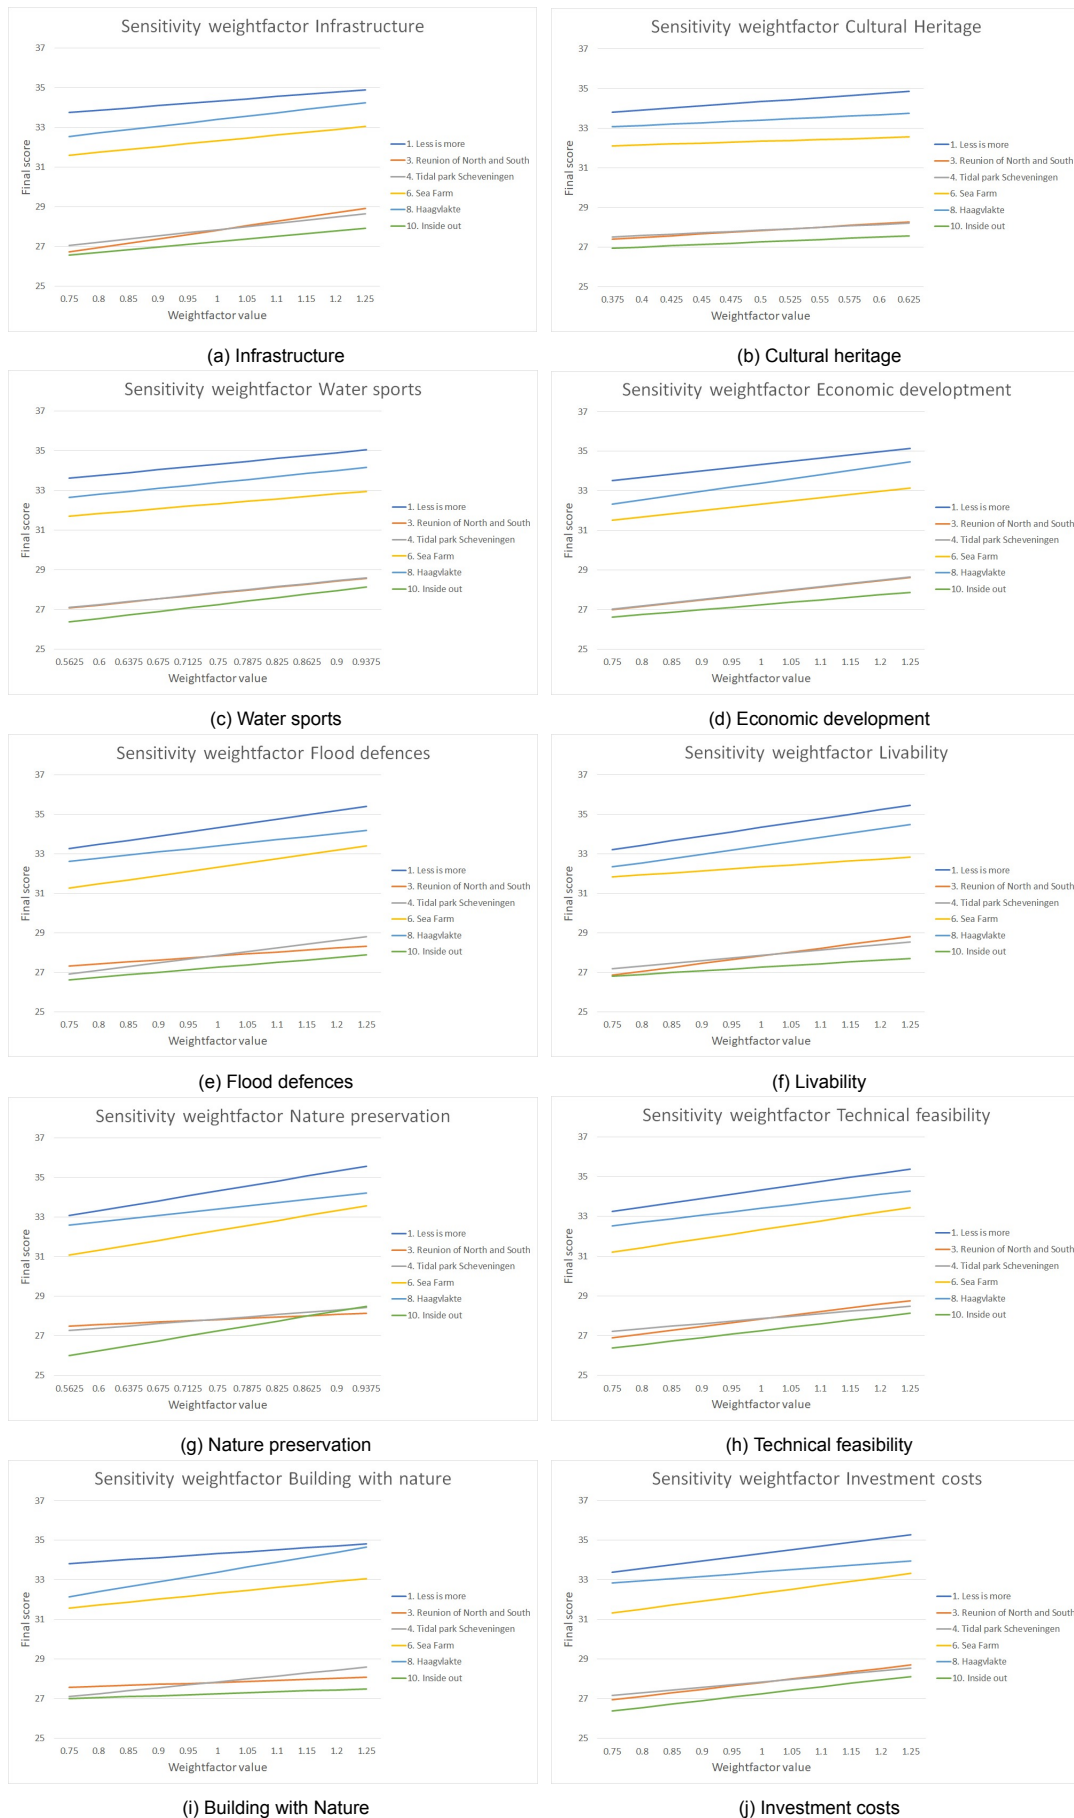 Sensitivity weightfactor Infrastructure
37
35
33
31
29
27
25
Final score
0.75 0.8 0.85 0.9 0.95 1 1.05 1.1 1.15 1.2 1.25
Weightfactor value
1. Less is more
3. Reunion of North and South
4. Tidal park Scheveningen
6. Sea Farm
8. Haagvlakte
10. Inside out
(a) Infrastructure
Sensitivity weightfactor Cultural Heritage
37
35
33
31
29
27
25
Final score
0.375 0.4 0.425 0.45 0.475 0.5 0.525 0.55 0.575 0.6 0.625
Weightfactor value
1. Less is more
3. Reunion of North and South
4. Tidal park Scheveningen
6. Sea Farm
8. Haagvlakte
10. Inside out
(b) Cultural heritage
Sensitivity weightfactor Water sports
37
35
33
31
29
27
25
Final score
0.5625 0.6 0.6375 0.675 0.7125 0.75 0.7875 0.825 0.8625 0.9 0.9375
Weightfactor value
1. Less is more
3. Reunion of North and South
4. Tidal park Scheveningen
6. Sea Farm
8. Haagvlakte
10. Inside out
(c) Water sports
Sensitivity weightfactor Economic developtment
37
35
33
31
29
27
25
Final score
0.75 0.8 0.85 0.9 0.95 1 1.05 1.1 1.15 1.2 1.25
Weightfactor value
1. Less is more
3. Reunion of North and South
4. Tidal park Scheveningen
6. Sea Farm
8. Haagvlakte
10. Inside out
(d) Economic development
Sensitivity weightfactor Flood defences
37
35
33
31
29
27
25
Final score
0.75 0.8 0.85 0.9 0.95 1 1.05 1.1 1.15 1.2 1.25
Weightfactor value
1. Less is more
3. Reunion of North and South
4. Tidal park Scheveningen
6. Sea Farm
8. Haagvlakte
10. Inside out
(e) Flood defences
Sensitivity weightfactor Livability
37
35
33
31
29
27
25
Final score
0.75 0.8 0.85 0.9 0.95 1 1.05 1.1 1.15 1.2 1.25
Weightfactor value
1. Less is more
3. Reunion of North and South
4. Tidal park Scheveningen
6. Sea Farm
8. Haagvlakte
10. Inside out
(f) Livability
Sensitivity weightfactor Nature preservation
37
35
33
31
29
27
25
Final score
0.5625 0.6 0.6375 0.675 0.7125 0.75 0.7875 0.825 0.8625 0.9 0.9375
Weightfactor value
1. Less is more
3. Reunion of North and South
4. Tidal park Scheveningen
6. Sea Farm
8. Haagvlakte
10. Inside out
(g) Nature preservation
Sensitivity weightfactor Technical feasibility
37
35
33
31
29
27
25
Final score
0.75 0.8 0.85 0.9 0.95 1 1.05 1.1 1.15 1.2 1.25
Weightfactor value
1. Less is more
3. Reunion of North and South
4. Tidal park Scheveningen
6. Sea Farm
8. Haagvlakte
10. Inside out
(h) Technical feasibility
Sensitivity weightfactor Building with nature
37
35
33
31
29
27
25
Final score
0.75 0.8 0.85 0.9 0.95 1 1.05 1.1 1.15 1.2 1.25
Weightfactor value
1. Less is more
3. Reunion of North and South
4. Tidal park Scheveningen
6. Sea Farm
8. Haagvlakte
10. Inside out
(i) Building with Nature
Sensitivity weightfactor Investment costs
37
35
33
31
29
27
25
Final score
0.75 0.8 0.85 0.9 0.95 1 1.05 1.1 1.15 1.2 1.25
Weightfactor value
1. Less is more
3. Reunion of North and South
4. Tidal park Scheveningen
6. Sea Farm
8. Haagvlakte
10. Inside out
(j) Investment costs